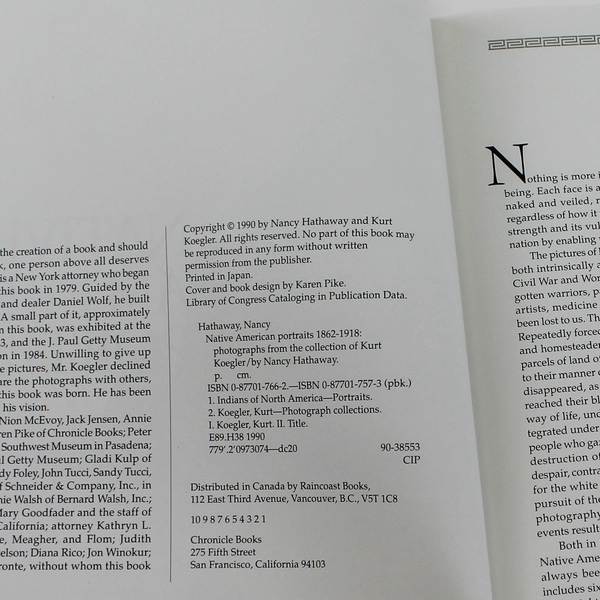 the creation of a book and should
one person above all deserves
is a New York attorney who began
this book in 1979. Guided by the
and dealer Daniel Wolf, he built
A small part of it, approximately
n this book, was exhibited at the
3, and the J. Paul Getty Museum
on in 1984. Unwilling to give up
e pictures, Mr. Koegler declined
are the photographs with others,
this book was born. He has been
his vision.
Nion McEvoy, Jack Jensen, Annie
ren Pike of Chronicle Books; Peter
Southwest Museum in Pasadena;
l Getty Museum; Gladi Kulp of
dy Foley, John Tucci, Sandy Tucci,
f Schneider & Company, Inc., in
nie Walsh of Bernard Walsh, Inc.;
Mary Goodfader and the staff of
California; attorney Kathryn L.
e, Meagher, and Flom; Judith
elson; Diana Rico; Jon Winokur;
ronte, without whom this book
Copyright © 1990 by Nancy Hathaway and Kurt
Koegler. All rights reserved. No part of this book may
be reproduced in any form without written
permission from the publisher.
Printed in Japan.
Cover and book design by Karen Pike.
Library of Congress Cataloging in Publication Data.
Hathaway, Nancy
Native American portraits 1862-1918:
photographs from the collection of Kurt
Koegler/by Nancy Hathaway.
p. cm.
ISBN 0-87701-766-2.—ISBN 0-87701-757-3 (pbk.)
1. Indians of North America—Portraits.
2. Koegler, Kurt—Photograph collections.
I. Koegler, Kurt. II. Title.
E89.H38 1990
779'.2'0973074—dc20 90-38553
CIP
Distributed in Canada by Raincoast Books,
112 East Third Avenue, Vancouver, B.C., V5T 1C8
10 9 8 7 6 5 4 3 2 1
Chronicle Books
275 Fifth Street
San Francisco, California 94103
Nothing is more i
being. Each face is a
naked and veiled, r
regardless of how it
strength and its vul
nation by enabling
The pictures of
both intrinsically a
Civil War and Wor
gotten warriors, p
artists, medicine
been lost to us. Th
Repeatedly forced
and homesteader
parcels of land o
to their manner o
disappeared, as
reached their bl
way of life, unc
tegrated under
people who gaz
destruction of
despair, contra
for the white
pursuit of the
photography
events result
Both in
Native Ame
always bee
includes six